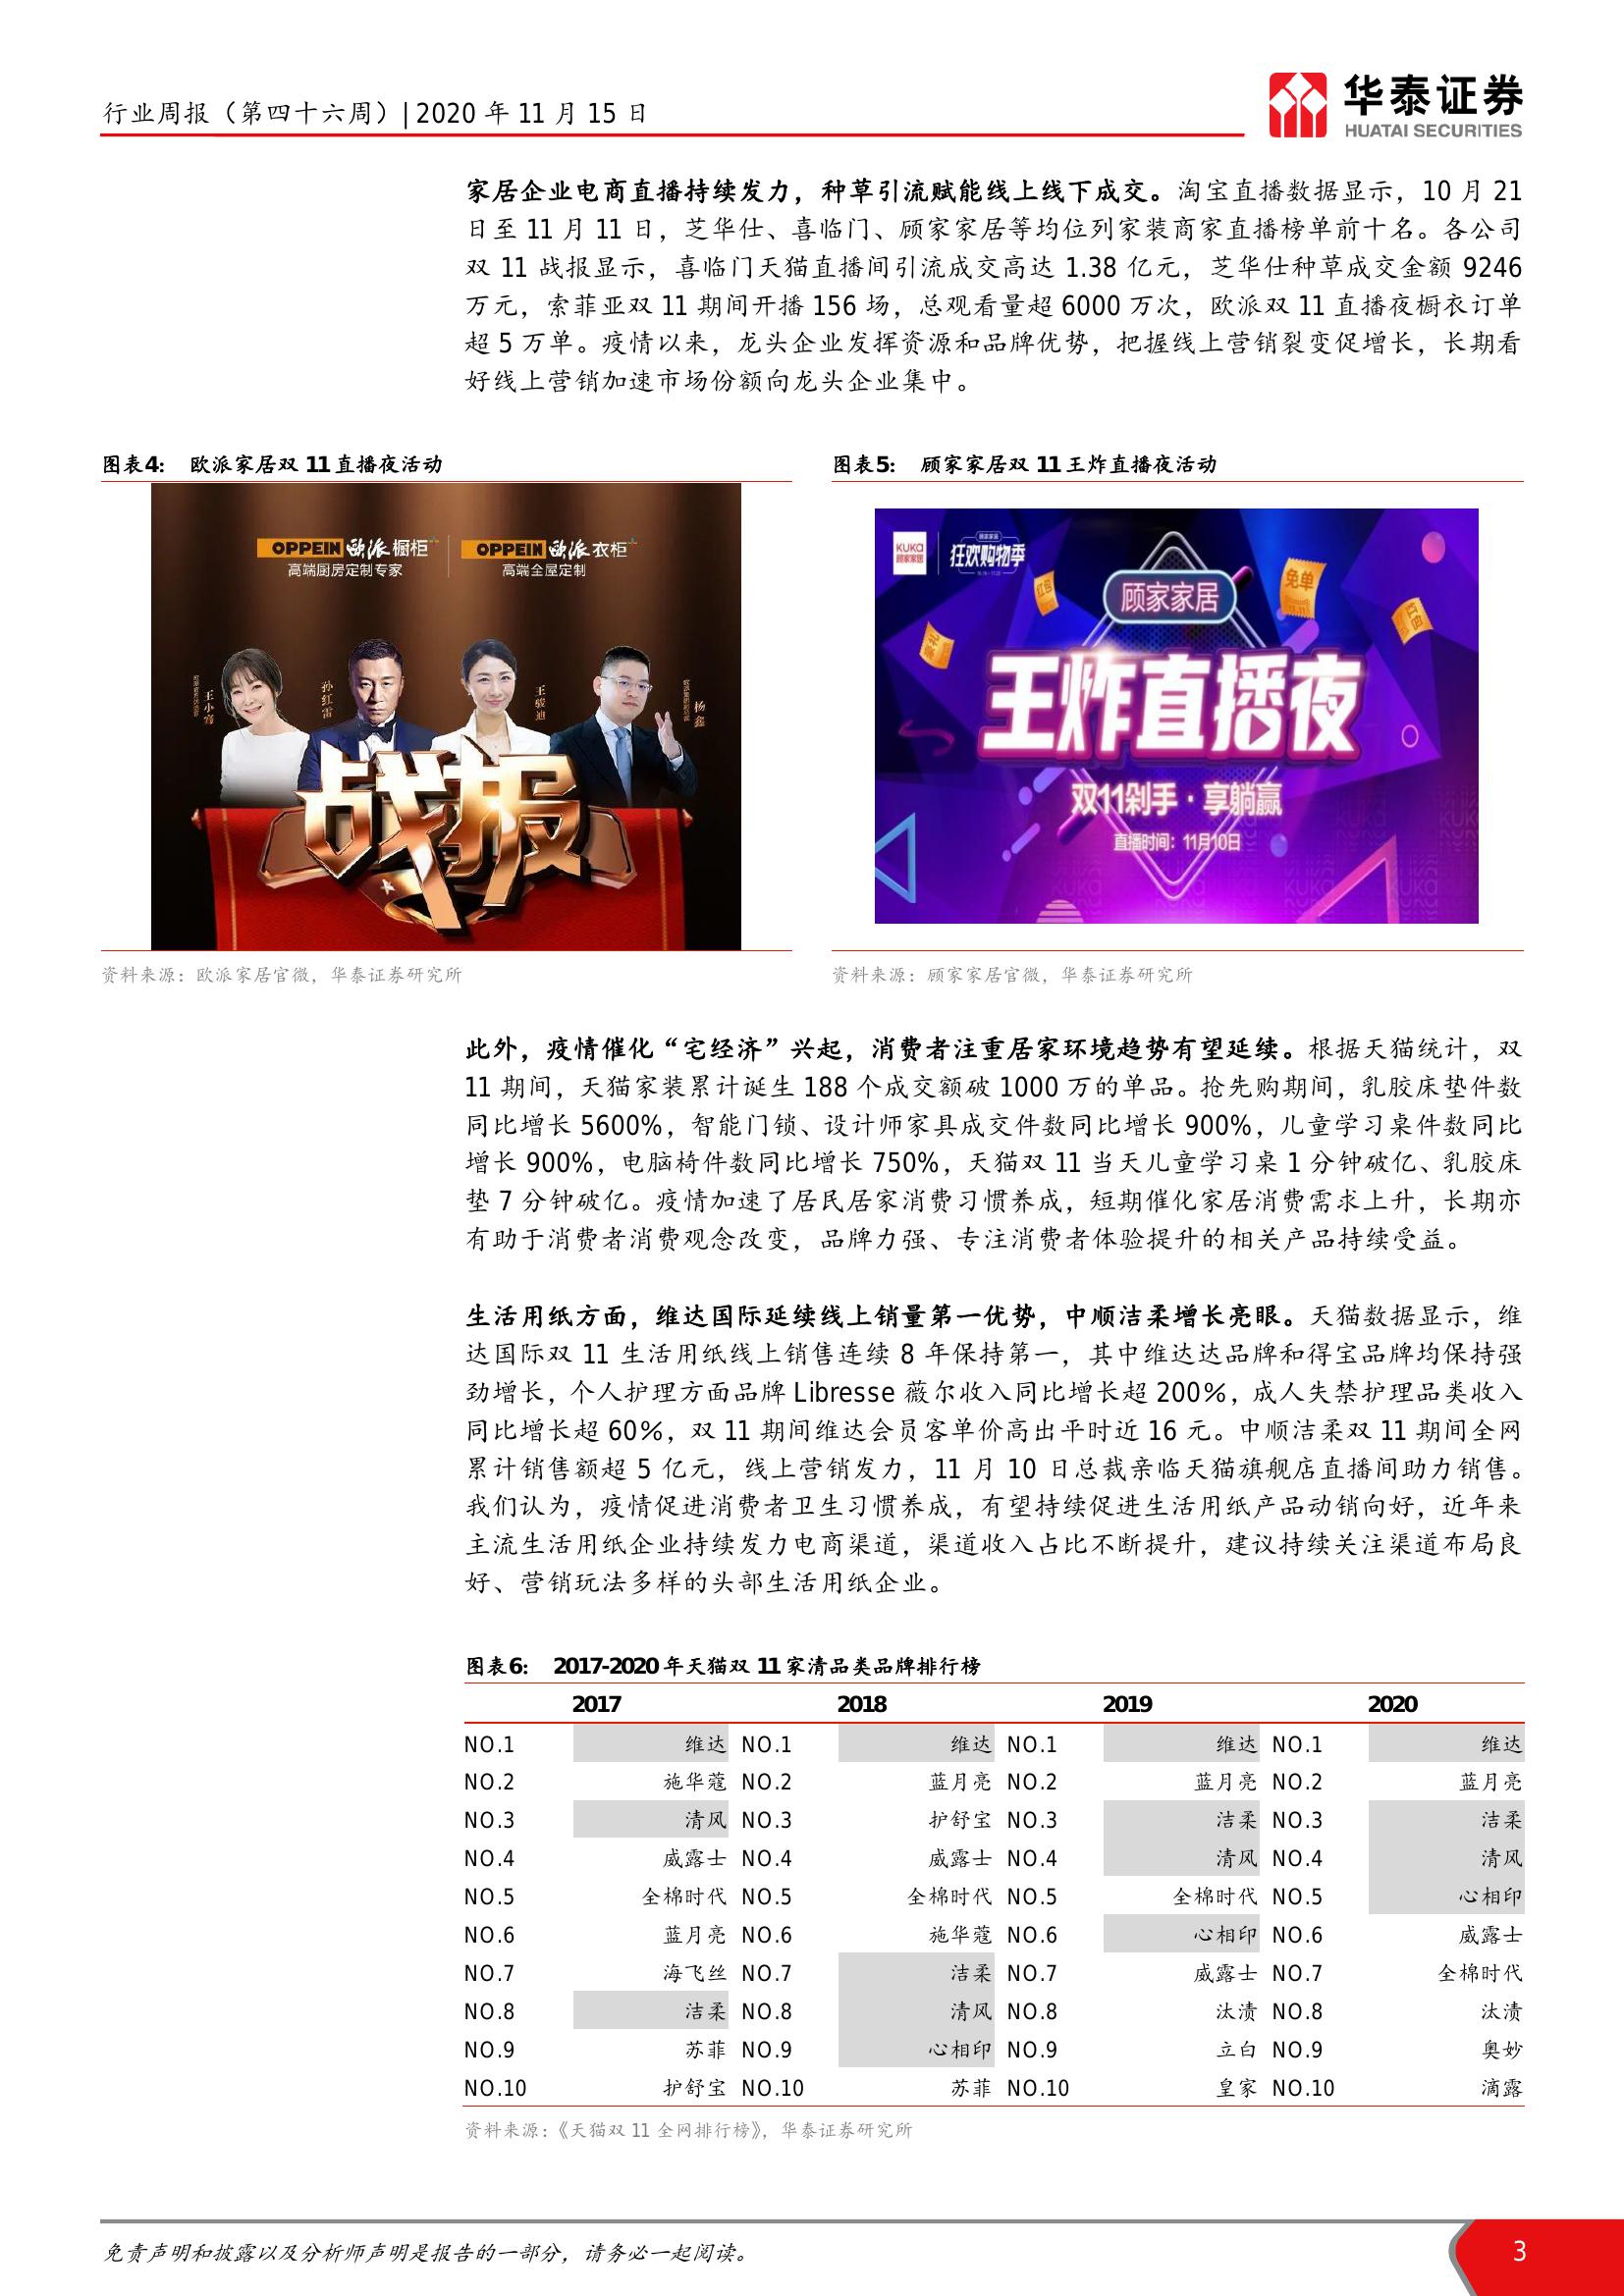 行业周报（第四十六周）| 2020 年 11 月 15 日
华泰证券
HUATAI SECURITIES
家居企业电商直播持续发力，种草引流赋能线上线下成交。淘宝直播数据显示，10 月 21
日至 11 月 11 日，芝华仕、喜临门、顾家家居等均位列家装商家直播榜单前十名。各公司
双 11 战报显示，喜临门天猫直播间引流成交高达 1.38 亿元，芝华仕种草成交金额 9246
万元，索菲亚双 11 期间开播 156 场，总观看量超 6000 万次，欧派双 11 直播夜橱衣订单
超 5 万单。疫情以来，龙头企业发挥资源和品牌优势，把握线上营销裂变促增长，长期看
好线上营销加速市场份额向龙头企业集中。
图表4： 欧派家居双 11 直播夜活动
OPPEIN 欧派 橱柜
高端厨房定制专家
OPPEIN 欧派 衣柜
高端全屋定制
王小骞
孙红雷
王骏迪
杨鑫
战报
资料来源：欧派家居官微，华泰证券研究所
图表5： 顾家家居双 11 王炸直播夜活动
KUKA
顾家家居
狂欢购物季
顾家家居
红包
免单
红包
王炸直播夜
双11剁手·享躺赢
直播时间：11月10日
资料来源：顾家家居官微，华泰证券研究所
此外，疫情催化“宅经济”兴起，消费者注重居家环境趋势有望延续。根据天猫统计，双
11 期间，天猫家装累计诞生 188 个成交额破 1000 万的单品。抢先购期间，乳胶床垫件数
同比增长 5600%，智能门锁、设计师家具成交件数同比增长 900%，儿童学习桌件数同比
增长 900%，电脑椅件数同比增长 750%，天猫双 11 当天儿童学习桌 1 分钟破亿、乳胶床
垫 7 分钟破亿。疫情加速了居民居家消费习惯养成，短期催化家居消费需求上升，长期亦
有助于消费者消费观念改变，品牌力强、专注消费者体验提升的相关产品持续受益。
生活用纸方面，维达国际延续线上销量第一优势，中顺洁柔增长亮眼。天猫数据显示，维
达国际双 11 生活用纸线上销售连续 8 年保持第一，其中维达达品牌和得宝品牌均保持强
劲增长，个人护理方面品牌 Libresse 薇尔收入同比增长超 200%，成人失禁护理品类收入
同比增长超 60%，双 11 期间维达会员客单价高出平时近 16 元。中顺洁柔双 11 期间全网
累计销售额超 5 亿元，线上营销发力，11 月 10 日总裁亲临天猫旗舰店直播间助力销售。
我们认为，疫情促进消费者卫生习惯养成，有望持续促进生活用纸产品动销向好，近年来
主流生活用纸企业持续发力电商渠道，渠道收入占比不断提升，建议持续关注渠道布局良
好、营销玩法多样的头部生活用纸企业。
图表6： 2017-2020 年天猫双 11 家清品类品牌排行榜
2017 2018 2019 2020
NO.1 维达 NO.1 维达 NO.1 维达 NO.1 维达
NO.2 施华蔻 NO.2 蓝月亮 NO.2 蓝月亮 NO.2 蓝月亮
NO.3 清风 NO.3 护舒宝 NO.3 洁柔 NO.3 洁柔
NO.4 威露士 NO.4 威露士 NO.4 清风 NO.4 清风
NO.5 全棉时代 NO.5 全棉时代 NO.5 全棉时代 NO.5 心相印
NO.6 蓝月亮 NO.6 施华蔻 NO.6 心相印 NO.6 威露士
NO.7 海飞丝 NO.7 洁柔 NO.7 威露士 NO.7 全棉时代
NO.8 洁柔 NO.8 清风 NO.8 汰渍 NO.8 汰渍
NO.9 苏菲 NO.9 心相印 NO.9 立白 NO.9 奥妙
NO.10 护舒宝 NO.10 苏菲 NO.10 皇家 NO.10 滴露
资料来源：《天猫双 11 全网排行榜》，华泰证券研究所
免责声明和披露以及分析师声明是报告的一部分，请务必一起阅读。
3